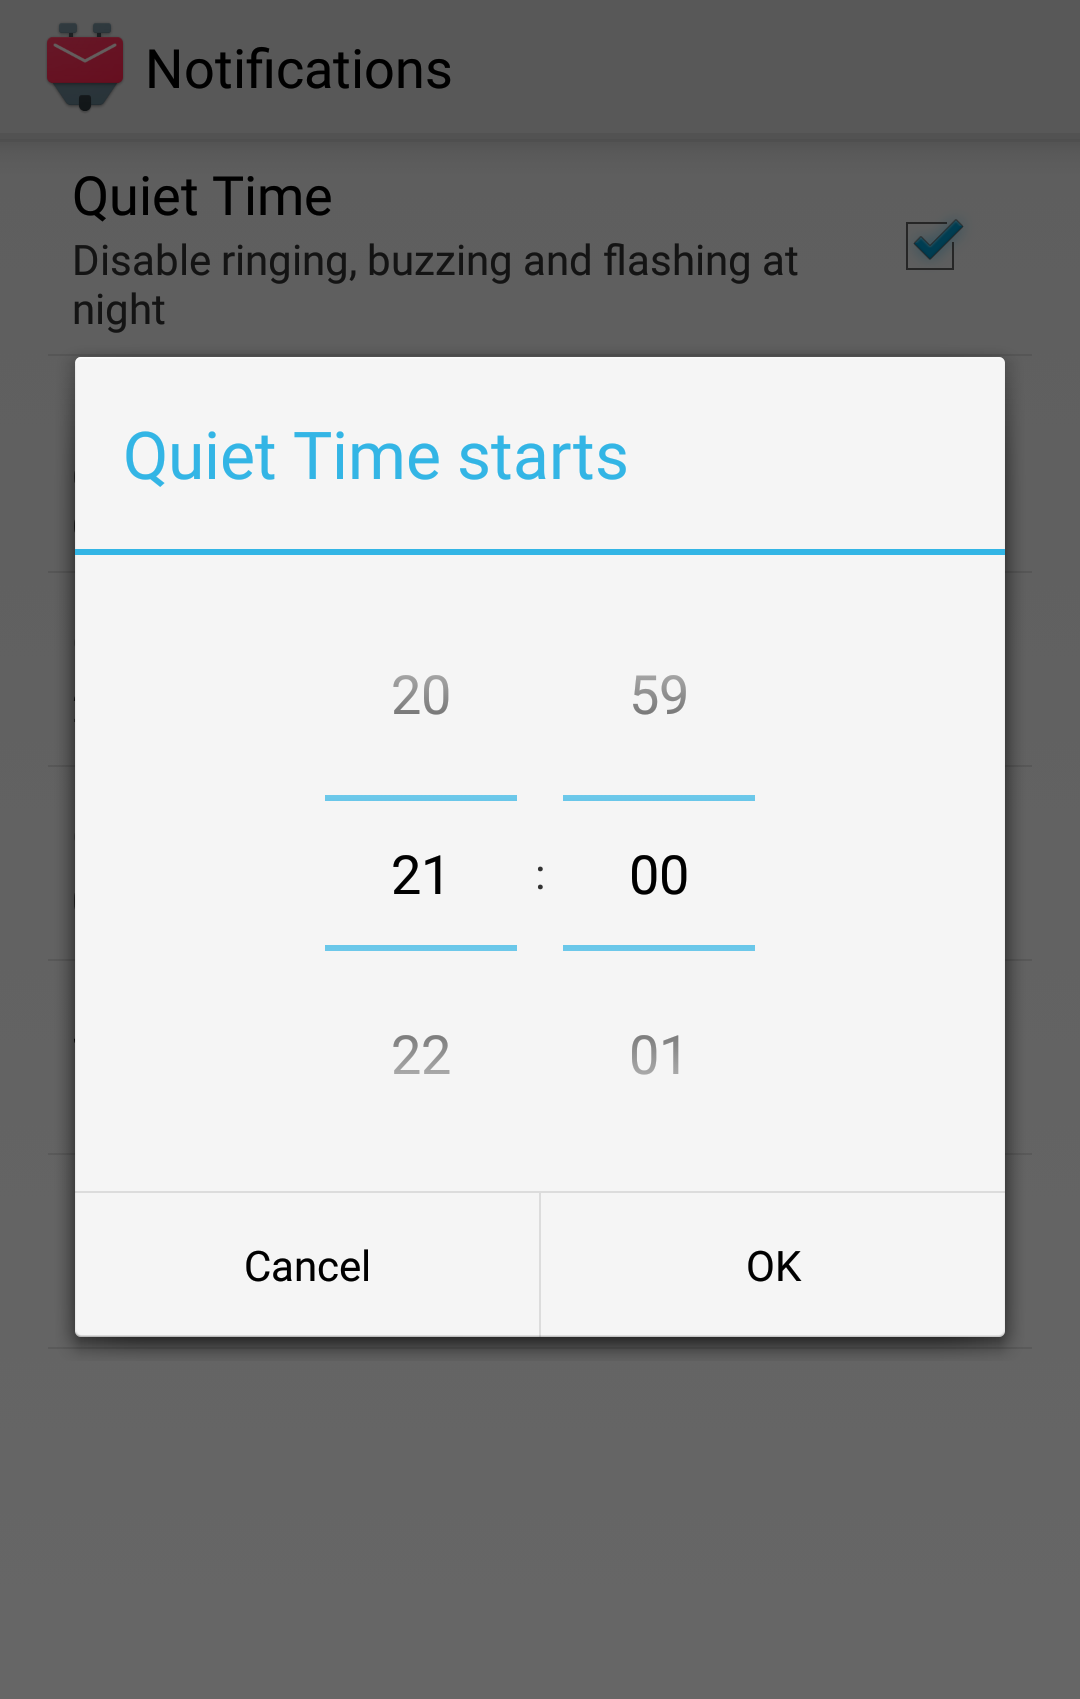 Notifications
Quiet Time
Disable ringing, buzzing and flashing at
night
Quiet Time starts
20 59
21 : 00
22 01
Cancel OK